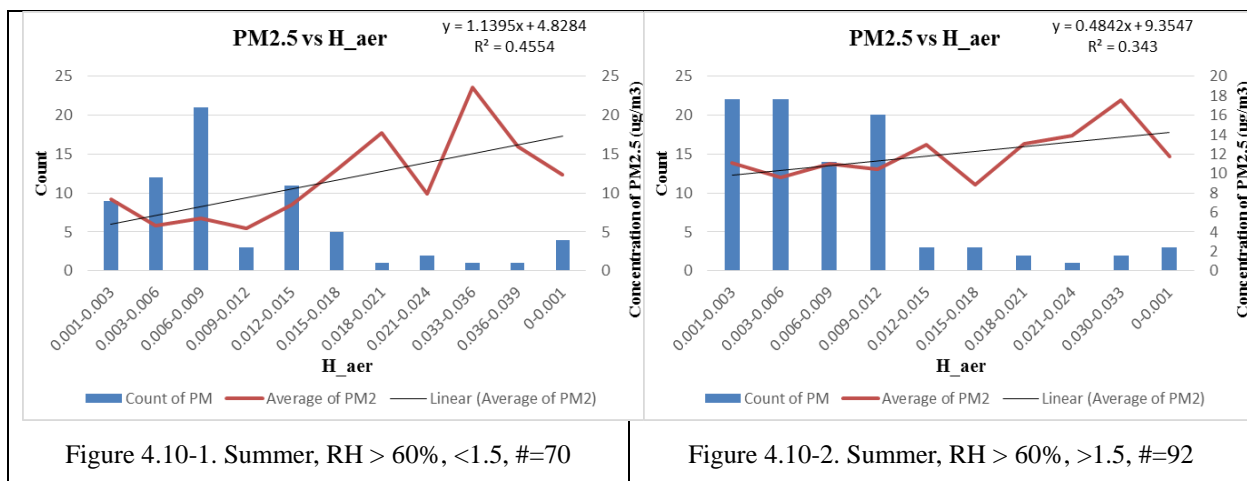 PM2.5 vs H_aer
y = 1.1395x + 4.8284
R² = 0.4554
25
20
15
10
5
0
Count
25
20
15
10
5
0
Concentration of PM2.5 (ug/m3)
0.001-0.003
0.003-0.006
0.006-0.009
0.009-0.012
0.012-0.015
0.015-0.018
0.018-0.021
0.021-0.024
0.033-0.036
0.036-0.039
0-0.001
H_aer
Count of PM
Average of PM2
Linear (Average of PM2)
Figure 4.10-1. Summer, RH > 60%, <1.5, #=70
PM2.5 vs H_aer
y = 0.4842x + 9.3547
R² = 0.343
25
20
15
10
5
0
Count
20
18
16
14
12
10
8
6
4
2
0
Concentration of PM2.5 (ug/m3)
0.001-0.003
0.003-0.006
0.006-0.009
0.009-0.012
0.012-0.015
0.015-0.018
0.018-0.021
0.021-0.024
0.030-0.033
0-0.001
H_aer
Count of PM
Average of PM2
Linear (Average of PM2)
Figure 4.10-2. Summer, RH > 60%, >1.5, #=92